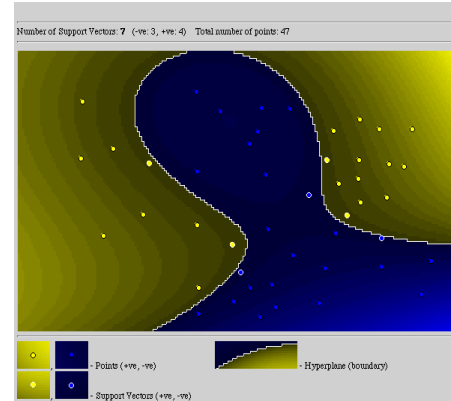 Number of Support Vectors: 7 (-ve: 3, +ve: 4) Total number of points: 47
, - Points (+ve, -ve)
- Hyperplane (boundary)
, - Support Vectors (+ve, -ve)